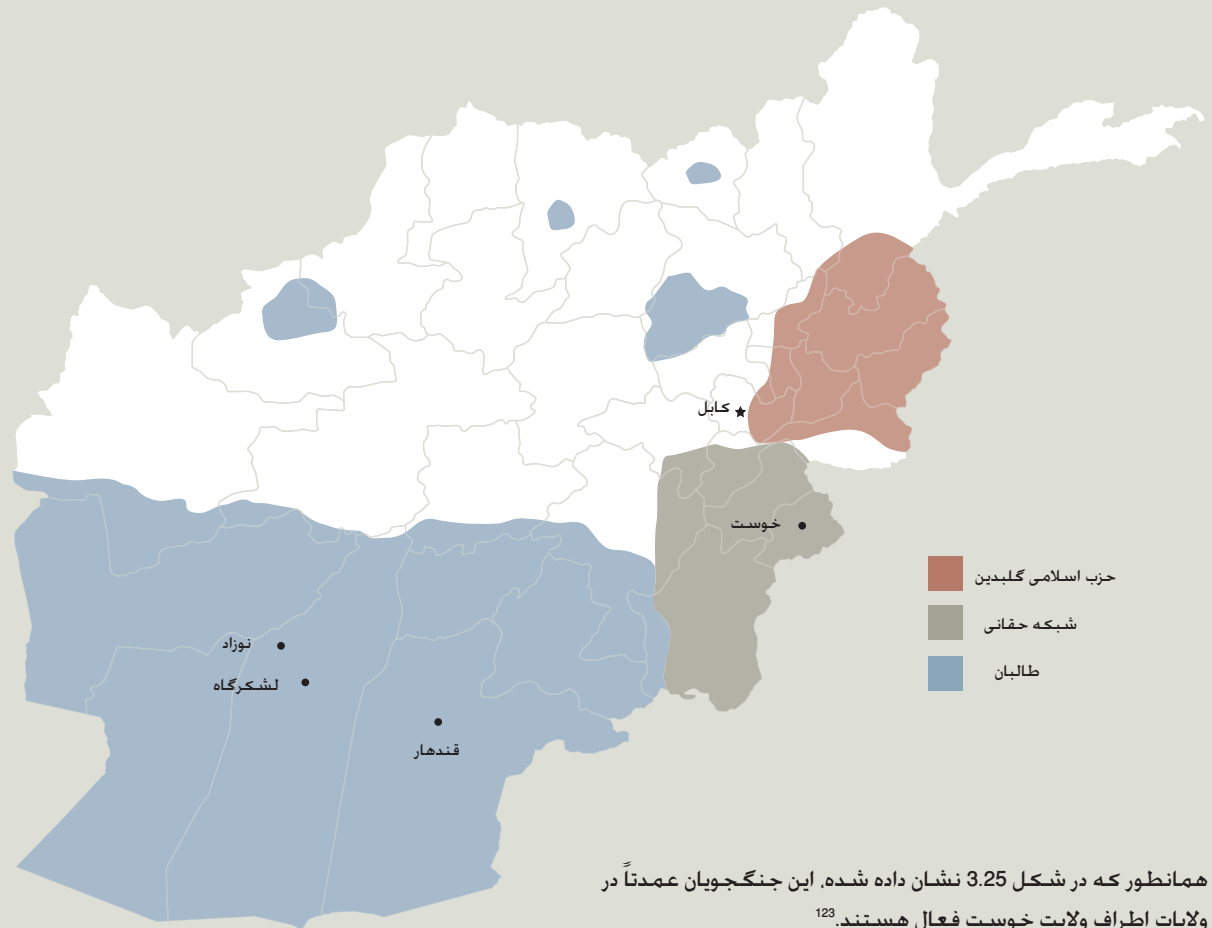 کابل
خوست
حزب اسلامی گلبدین
شبکه حقانی
طالبان
نوزاد
لشکرگاه
قندهار
همانطور که در شکل 3.25 نشان داده شده، این جنگجویان عمدتاً در
ولایات اطراف ولایت خوست فعال هستند.123